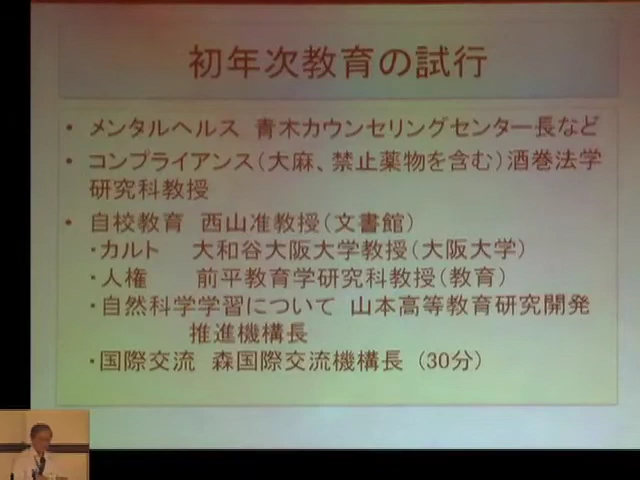 初年次教育の試行
・メンタルヘルス 青木カウンセリングセンター長など
・コンプライアンス(大麻、禁止薬物を含む)酒巻法学
研究科教授
・自校教育 西山准教授(文書館)
・カルト 大和谷大阪大学教授(大阪大学)
・人権 前平教育学研究科教授(教育)
・自然科学学習について 山本高等教育研究開発
推進機構長
・国際交流 森国際交流機構長 (30分)